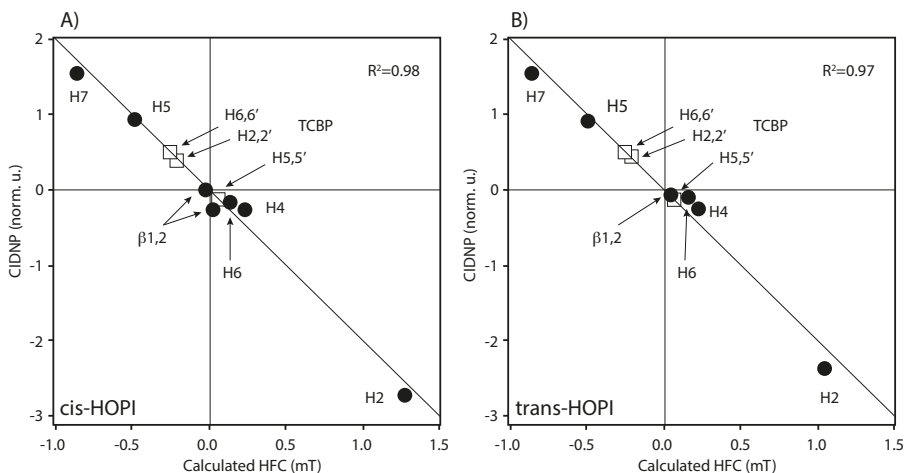 A)
2
1
0
-1
-2
-3
CIDNP (norm. u.)
R²=0.98
H7
H5
H6,6′
H2,2′
TCBP
H5,5′
β1,2
H4
H6
H2
cis-HOPI
-1.0
-0.5
0.0
0.5
1.0
1.5
Calculated HFC (mT)
B)
2
1
0
-1
-2
-3
CIDNP (norm. u.)
R²=0.97
H7
H5
H6,6′
H2,2′
TCBP
H5,5′
β1,2
H4
H6
H2
trans-HOPI
-1.0
-0.5
0.0
0.5
1.0
1.5
Calculated HFC (mT)